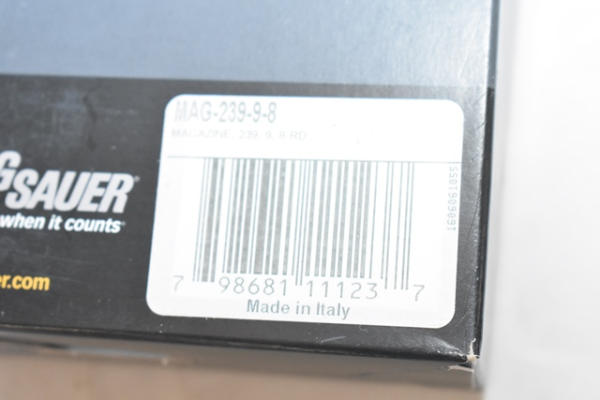 MAG-239-9-8
MAGAZINE, 239, 9, 8 RD
G SAUER
when it counts
er.com
7 98681 11123 7
Made in Italy